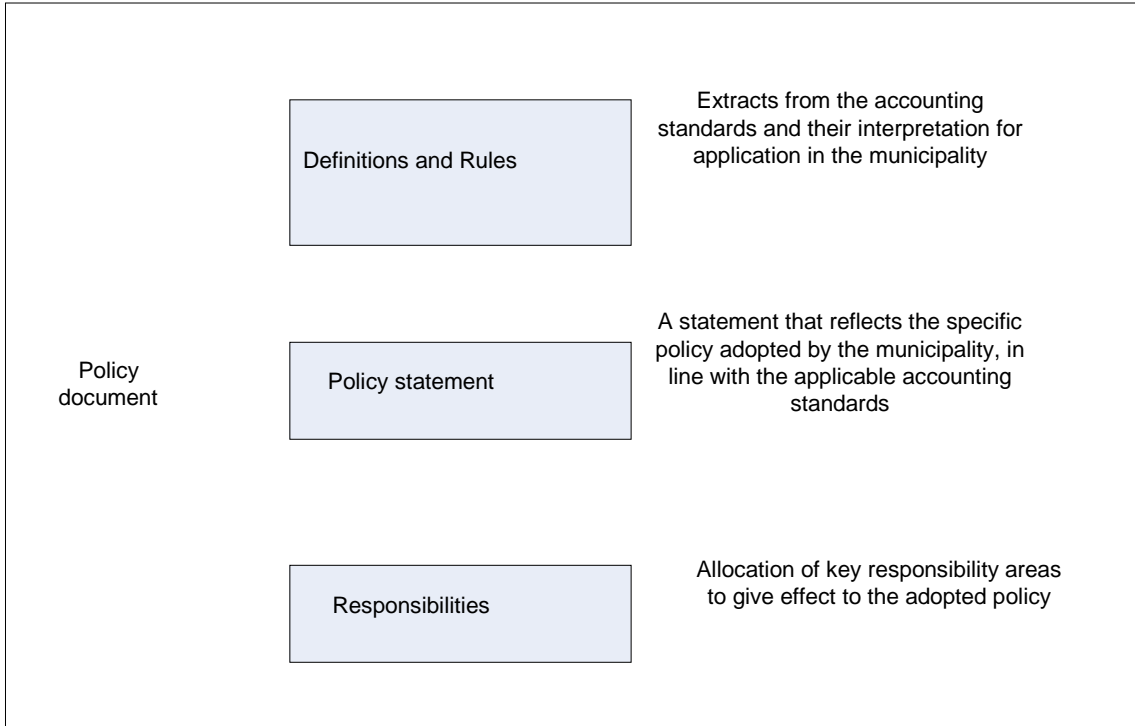 Policy
document
Definitions and Rules
Extracts from the accounting
standards and their interpretation for
application in the municipality
Policy statement
A statement that reflects the specific
policy adopted by the municipality, in
line with the applicable accounting
standards
Responsibilities
Allocation of key responsibility areas
to give effect to the adopted policy